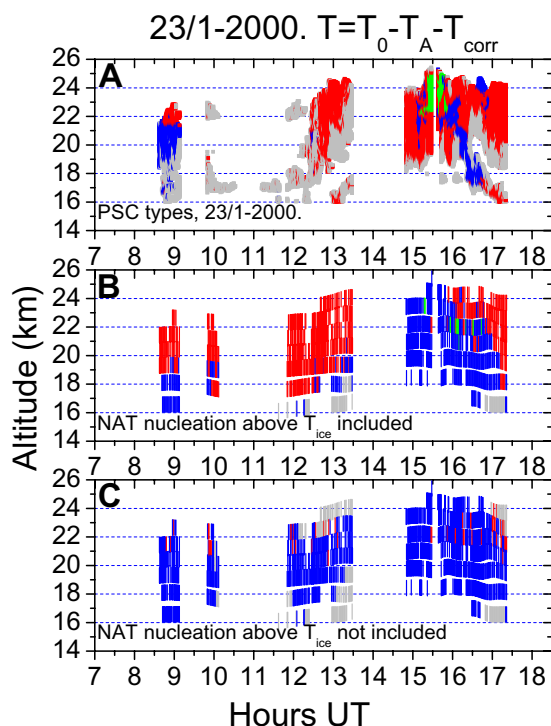 23/1-2000. T=T₀-T_A-T_corr
26
A
24
22
20
18
16
PSC types, 23/1-2000.
14
7 8 9 10 11 12 13 14 15 16 17 18
26
B
24
22
20
18
16
NAT nucleation above T_ice included
14
7 8 9 10 11 12 13 14 15 16 17 18
26
C
24
22
20
18
16
NAT nucleation above T_ice not included
14
7 8 9 10 11 12 13 14 15 16 17 18
Altitude (km)
Hours UT